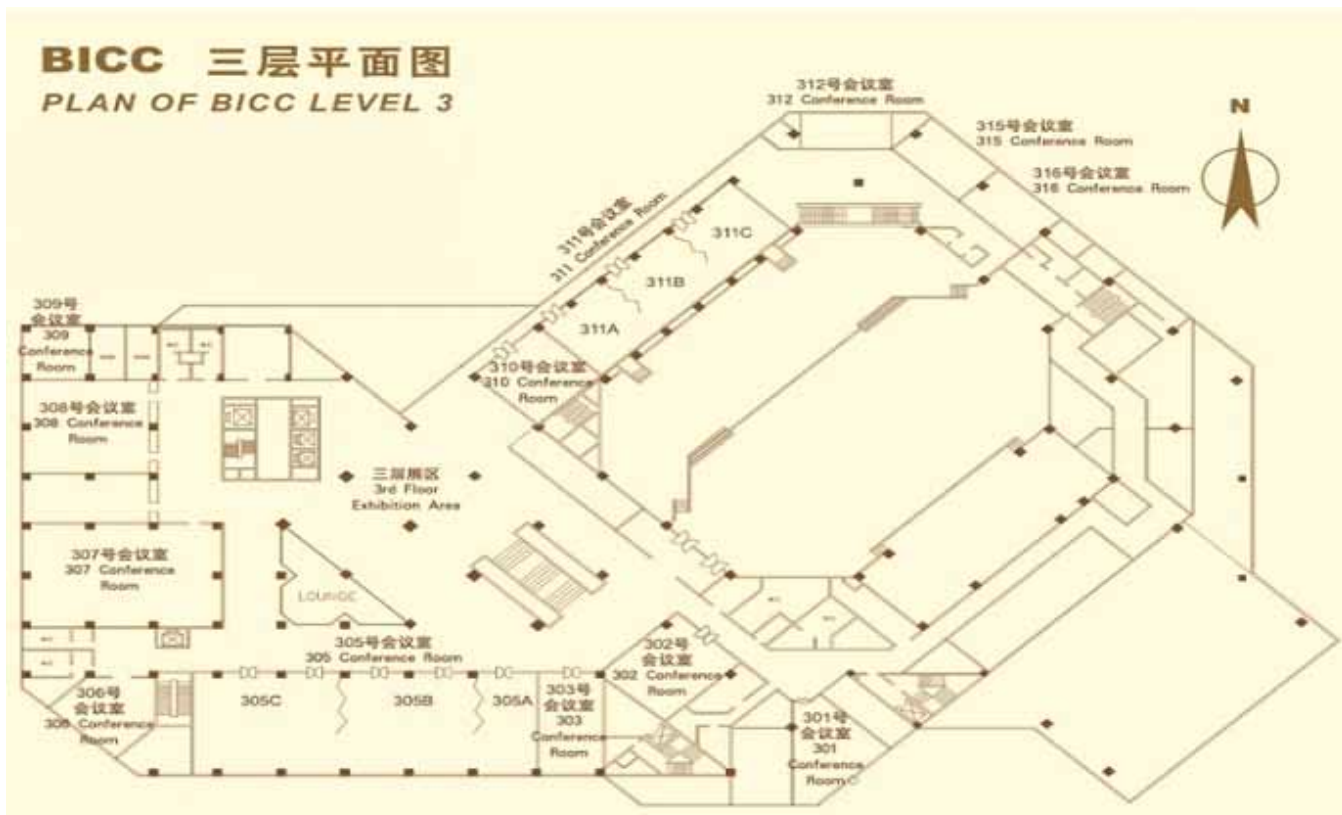 BICC 三层平面图
PLAN OF BICC LEVEL 3
312号会议室
312 Conference Room
N
315号会议室
315 Conference Room
316号会议室
316 Conference Room
311号会议室
311 Conference Room
311C
311B
311A
309号
会议室
309
Conference
Room
310号会议室
310 Conference
Room
308号会议室
308 Conference
Room
三层展区
3rd Floor
Exhibition Area
307号会议室
307 Conference
Room
LOUNGE
305号会议室
305 Conference Room
305C
305B
305A
302号
会议室
302 Conference
Room
303号
会议室
303
Conference
Room
306号
会议室
306 Conference
Room
301号
会议室
301
Conference
Room